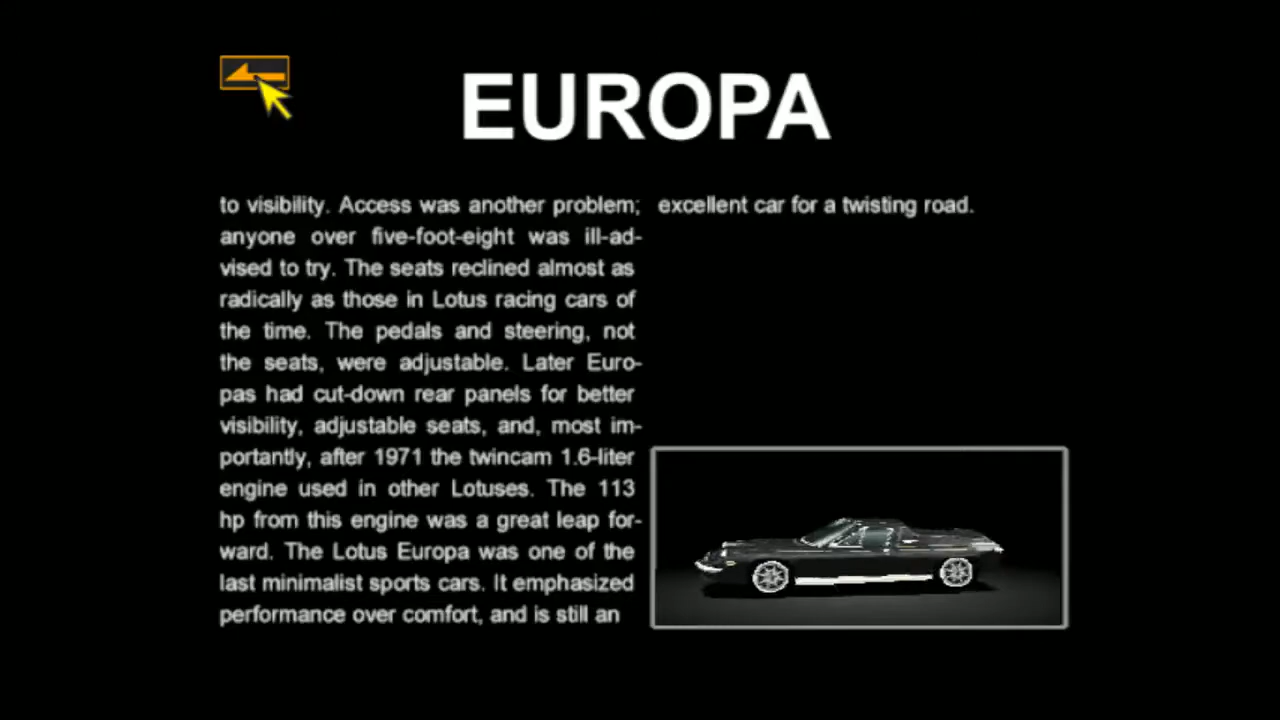 EUROPA
to visibility. Access was another problem;
anyone over five-foot-eight was ill-ad-
vised to try. The seats reclined almost as
radically as those in Lotus racing cars of
the time. The pedals and steering, not
the seats, were adjustable. Later Euro-
pas had cut-down rear panels for better
visibility, adjustable seats, and, most im-
portantly, after 1971 the twincam 1.6-liter
engine used in other Lotuses. The 113
hp from this engine was a great leap for-
ward. The Lotus Europa was one of the
last minimalist sports cars. It emphasized
performance over comfort, and is still an
excellent car for a twisting road.